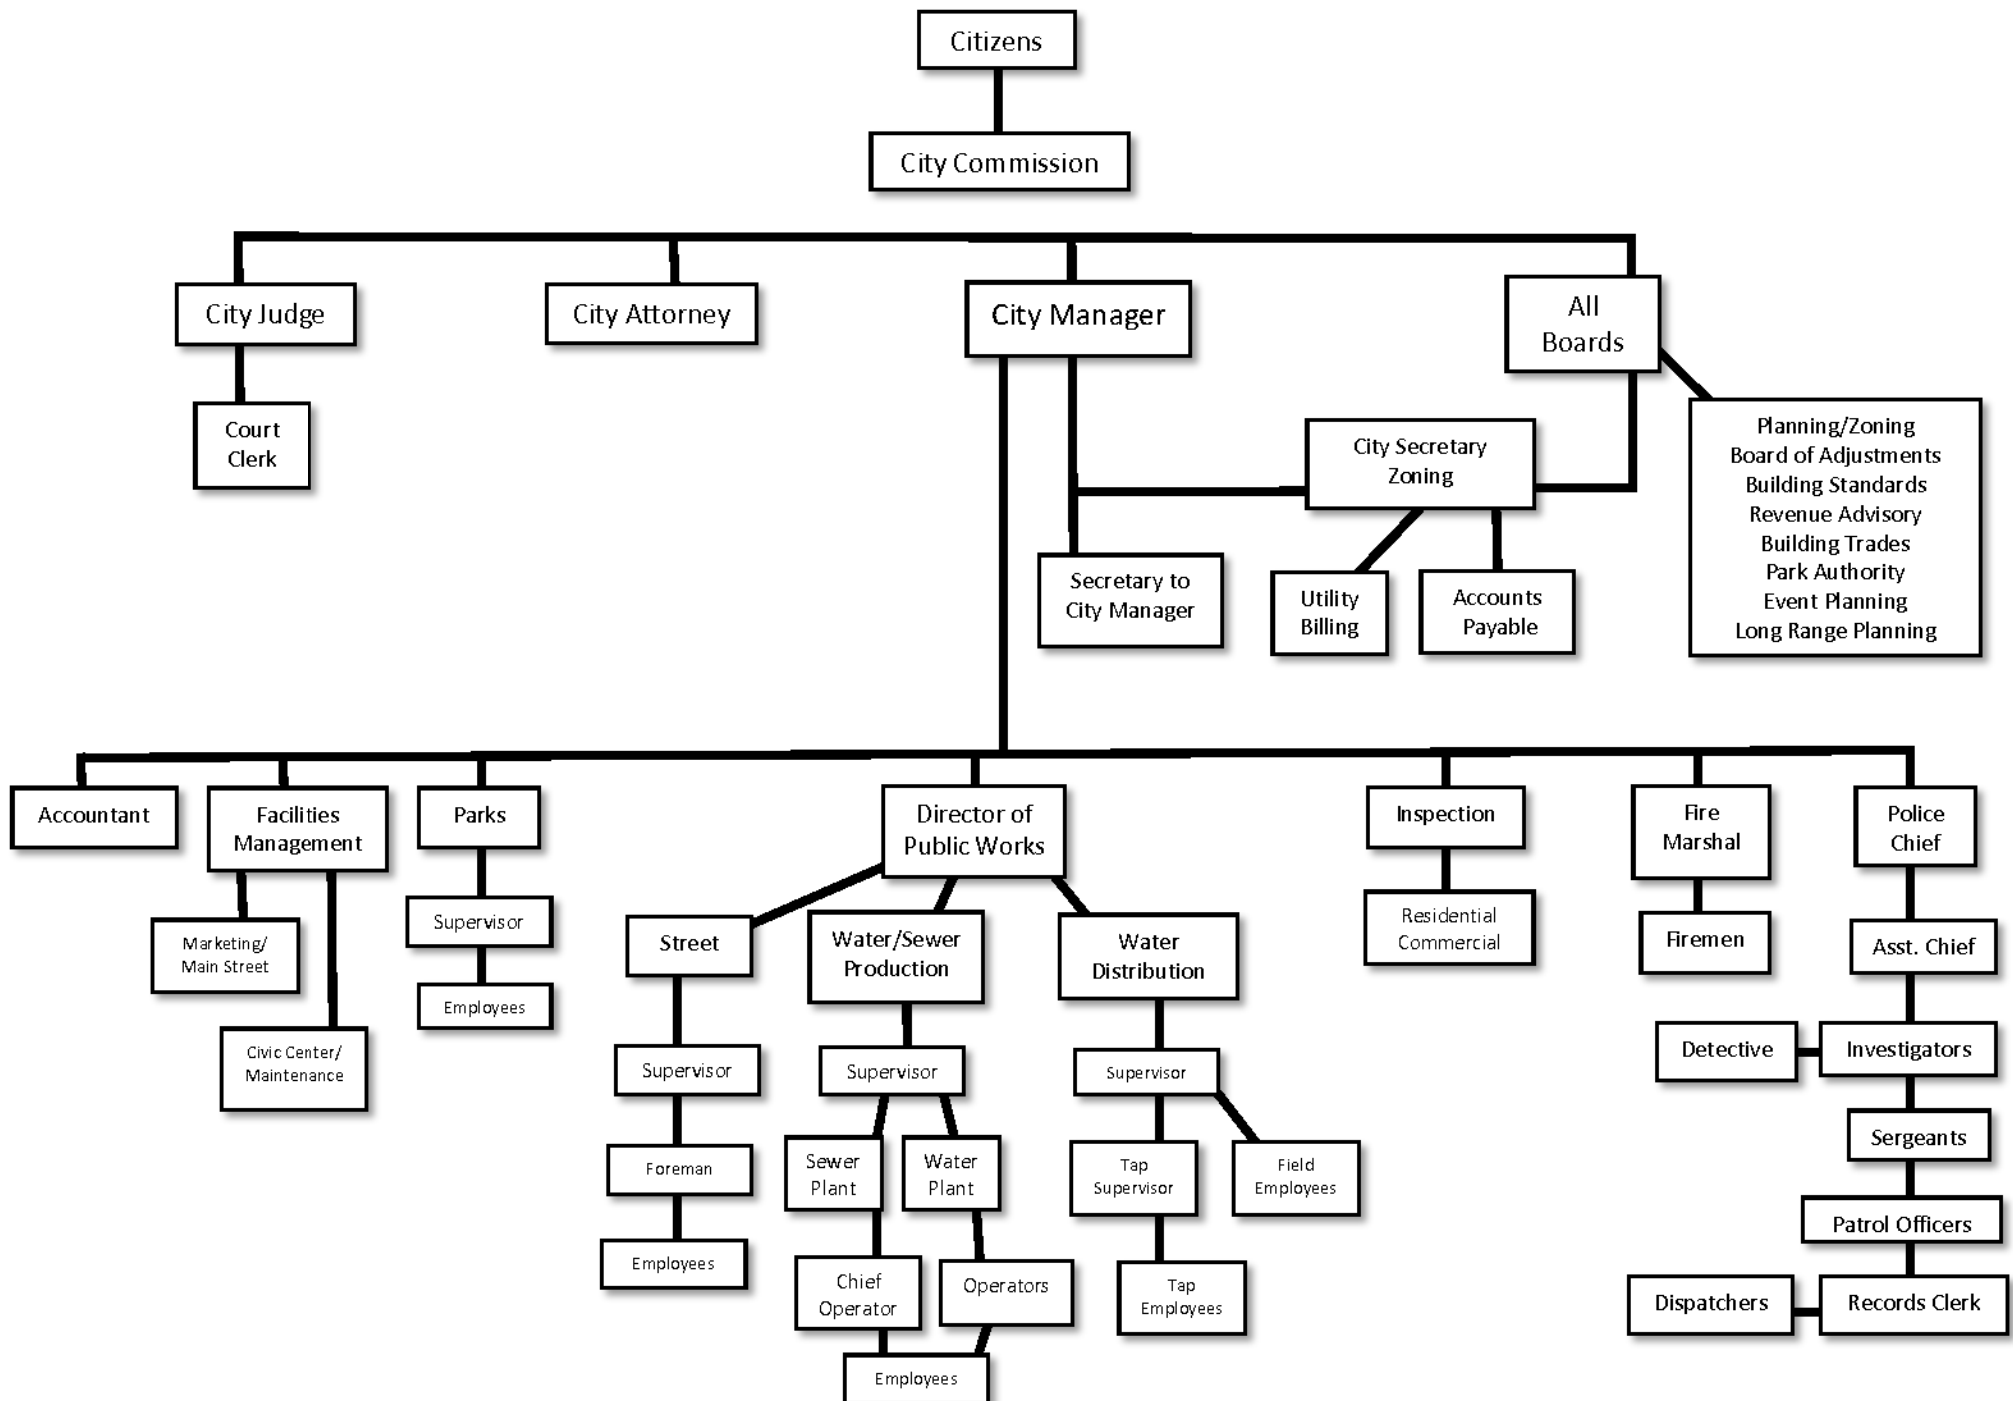 Citizens
City Commission
City Judge
City Attorney
City Manager
All
Boards
Court
Clerk
City Secretary
Zoning
Planning/Zoning
Board of Adjustments
Building Standards
Revenue Advisory
Building Trades
Park Authority
Event Planning
Long Range Planning
Secretary to
City Manager
Utility
Billing
Accounts
Payable
Accountant
Facilities
Management
Parks
Director of
Public Works
Inspection
Fire
Marshal
Police
Chief
Marketing/
Main Street
Civic Center/
Maintenance
Supervisor
Employees
Street
Water/Sewer
Production
Water
Distribution
Residential
Commercial
Firemen
Asst. Chief
Supervisor
Supervisor
Supervisor
Detective
Investigators
Foreman
Sewer
Plant
Water
Plant
Tap
Supervisor
Field
Employees
Sergeants
Patrol Officers
Employees
Chief
Operator
Operators
Tap
Employees
Dispatchers
Records Clerk
Employees